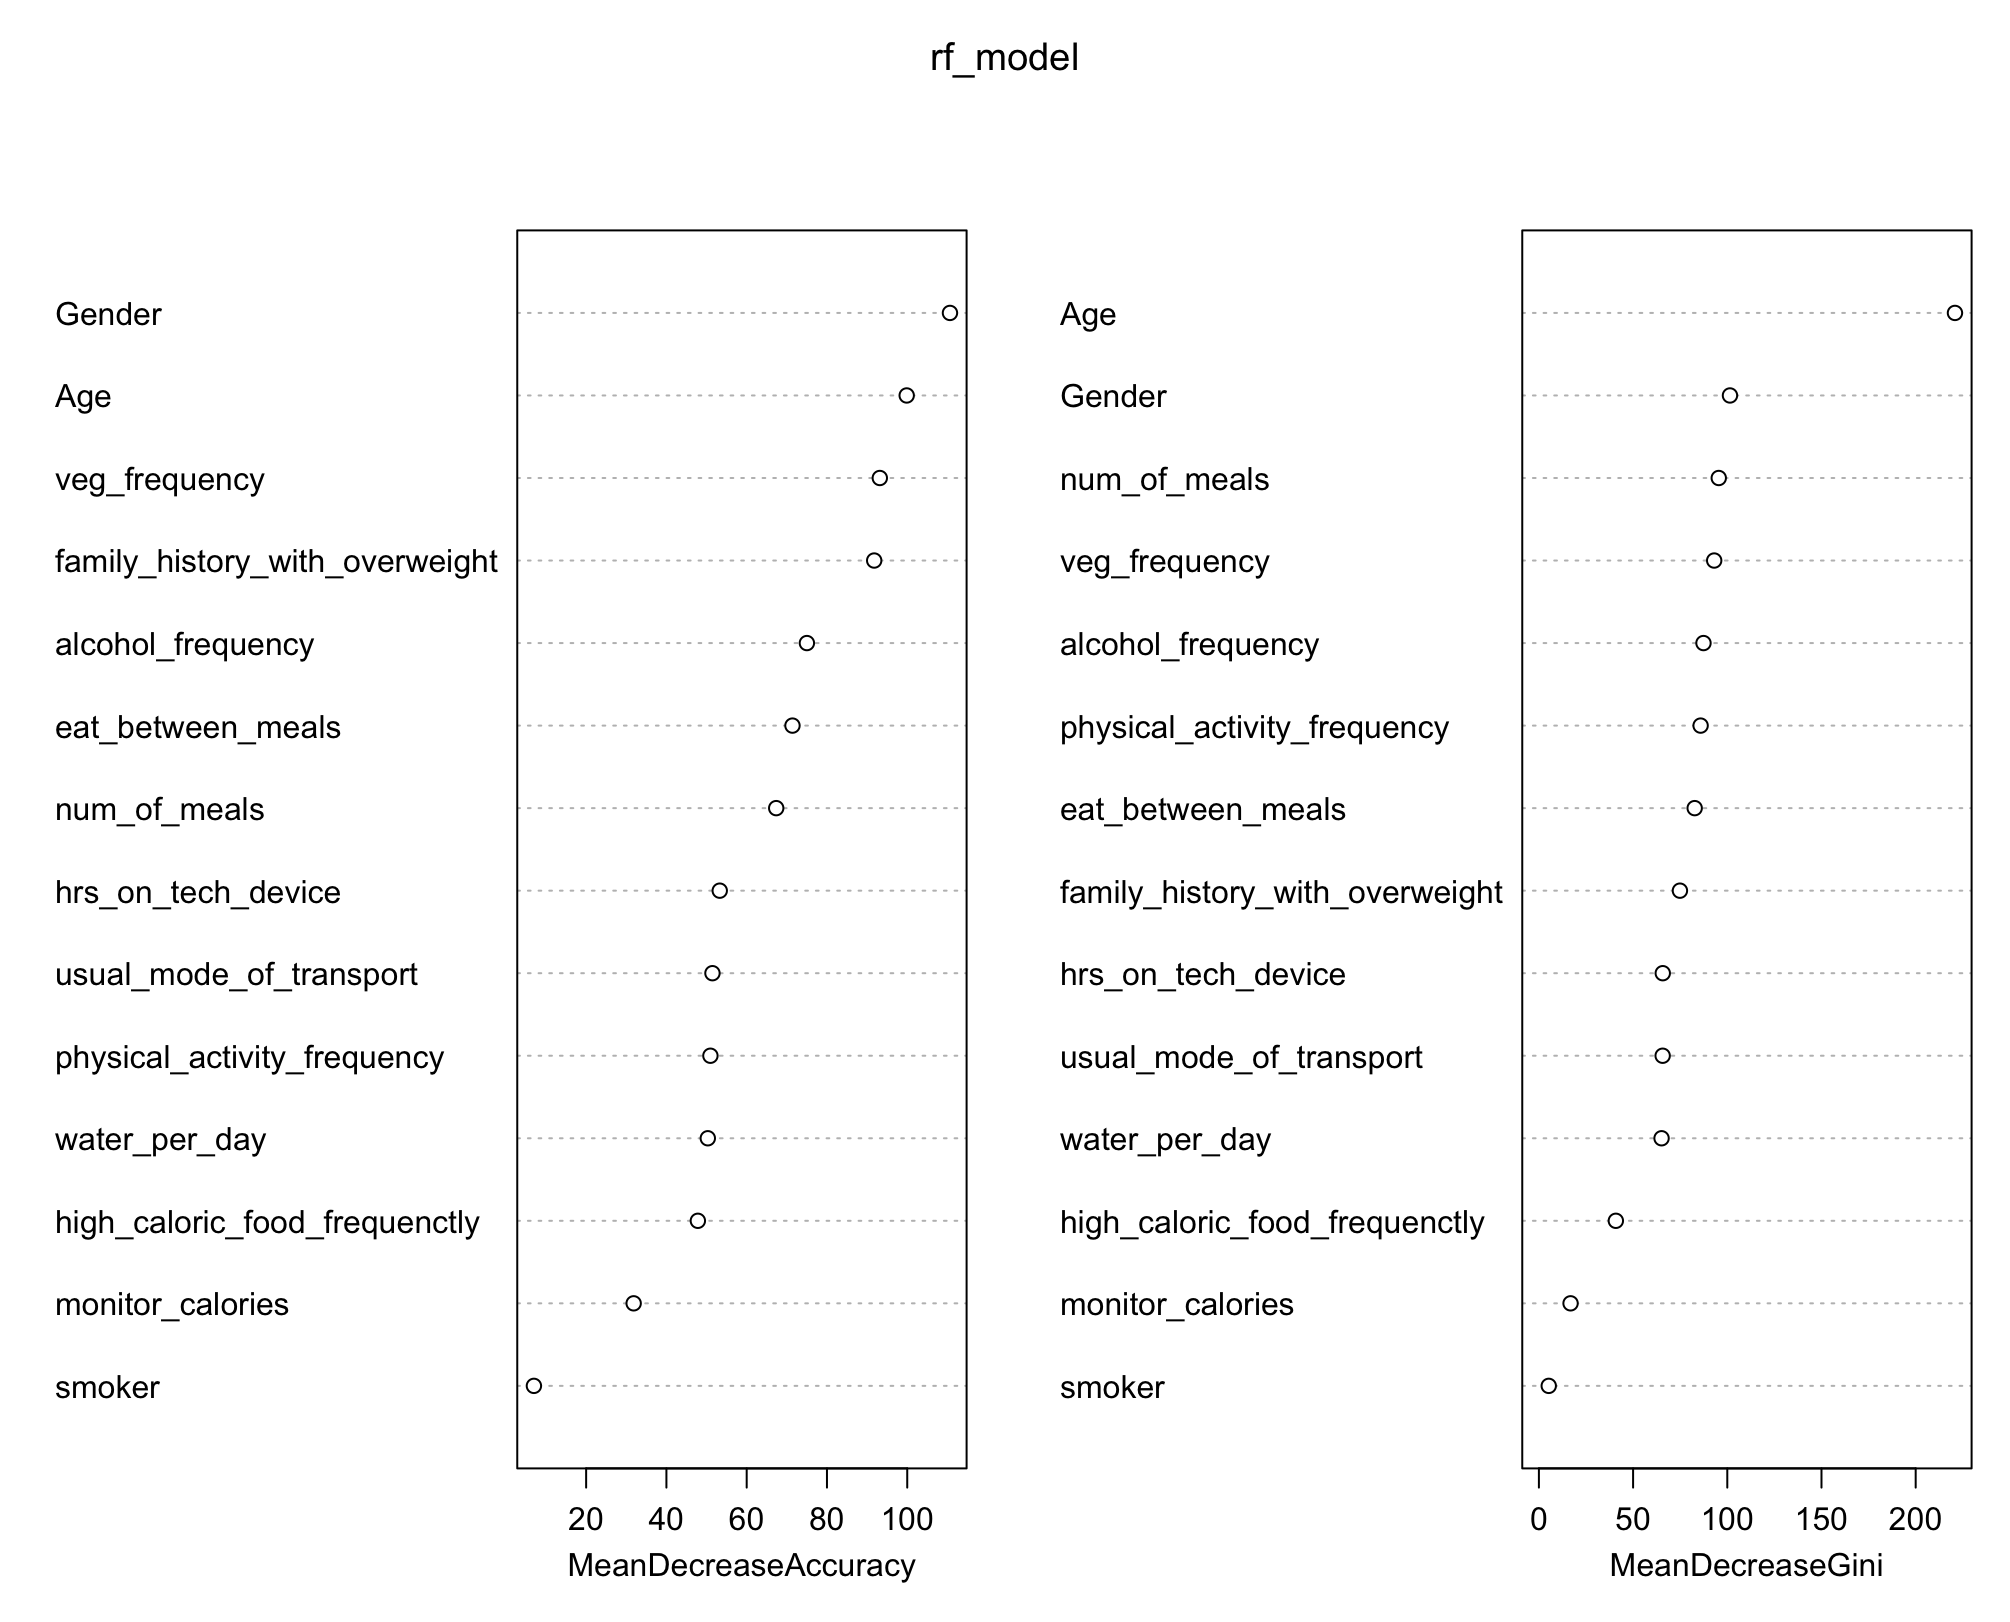 rf_model
Gender
Age
veg_frequency
family_history_with_overweight
alcohol_frequency
eat_between_meals
num_of_meals
hrs_on_tech_device
usual_mode_of_transport
physical_activity_frequency
water_per_day
high_caloric_food_frequenctly
monitor_calories
smoker
20 40 60 80 100
MeanDecreaseAccuracy
Age
Gender
num_of_meals
veg_frequency
alcohol_frequency
physical_activity_frequency
eat_between_meals
family_history_with_overweight
hrs_on_tech_device
usual_mode_of_transport
water_per_day
high_caloric_food_frequenctly
monitor_calories
smoker
0 50 100 150 200
MeanDecreaseGini